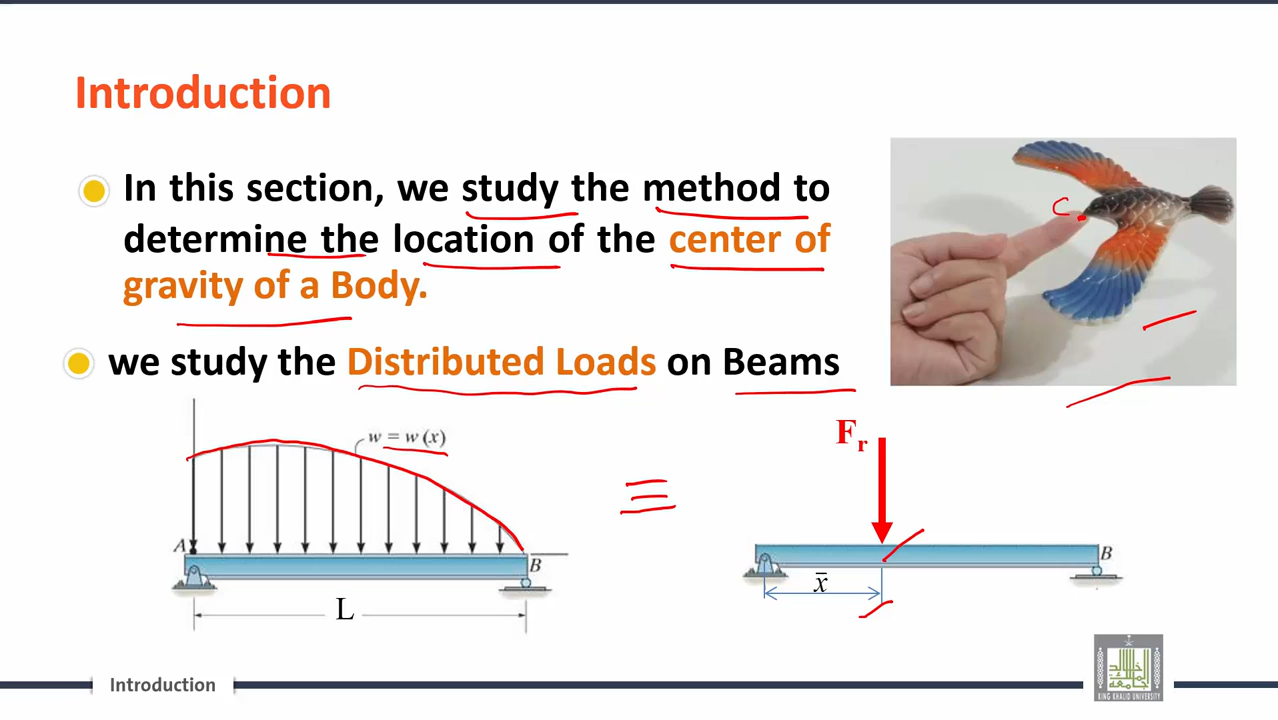 Introduction
In this section, we study the method to
determine the location of the center of
gravity of a Body.
C
we study the Distributed Loads on Beams
w = w (x)
A
B
L
≡
Fr
B
x̄
Introduction
KING KHALID UNIVERSITY